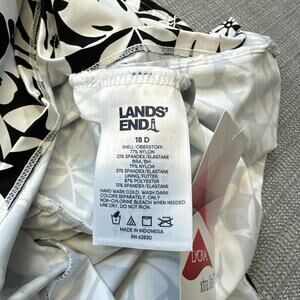 LANDS'
END
18 D
SHELL/OBERSTOFF:
77% NYLON
23% SPANDEX/ELASTANE
BRA/BH:
79% NYLON
21% SPANDEX/ELASTANE
LINING/FUTTER:
87% POLYESTER
13% SPANDEX/ELASTANE
HAND WASH COLD. WASH DARK
COLORS SEPARATELY. ONLY
NON-CHLORINE BLEACH WHEN NEEDED.
LINE DRY. DO NOT IRON.
MADE IN INDONESIA
RN 62830
LYCRA
xtra